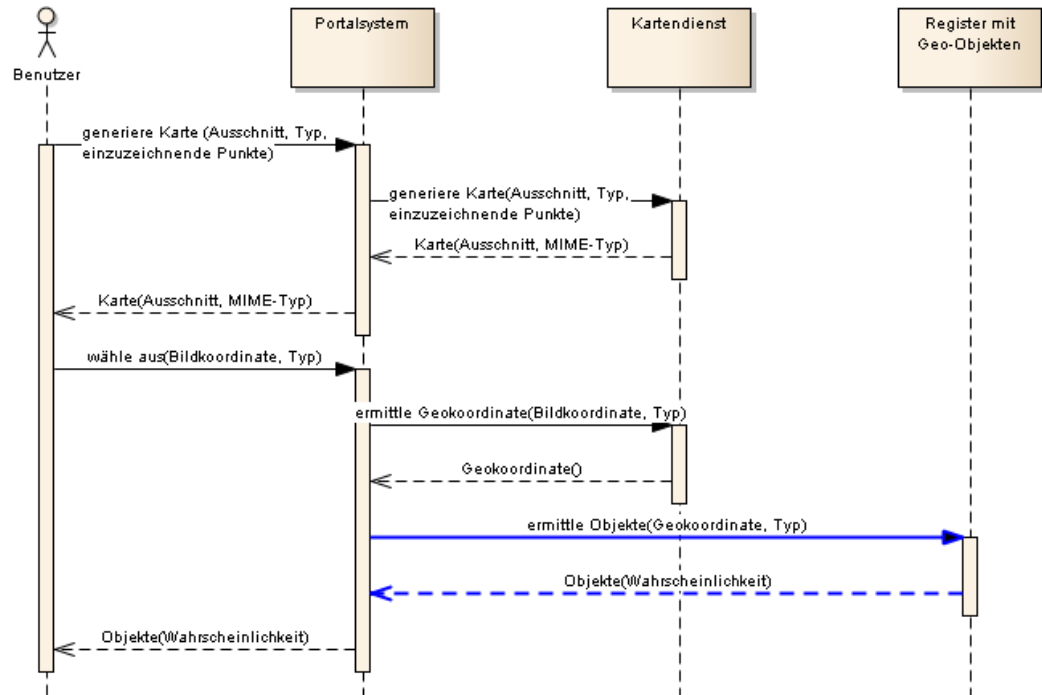 Benutzer
Portalsystem
Kartendienst
Register mit
Geo-Objekten
generiere Karte (Ausschnitt, Typ,
einzuzeichnende Punkte)
generiere Karte(Ausschnitt, Typ,
einzuzeichnende Punkte)
Karte(Ausschnitt, MIME-Typ)
Karte(Ausschnitt, MIME-Typ)
wähle aus(Bildkoordinate, Typ)
ermittle Geokoordinate(Bildkoordinate, Typ)
Geokoordinate()
ermittle Objekte(Geokoordinate, Typ)
Objekte(Wahrscheinlichkeit)
Objekte(Wahrscheinlichkeit)